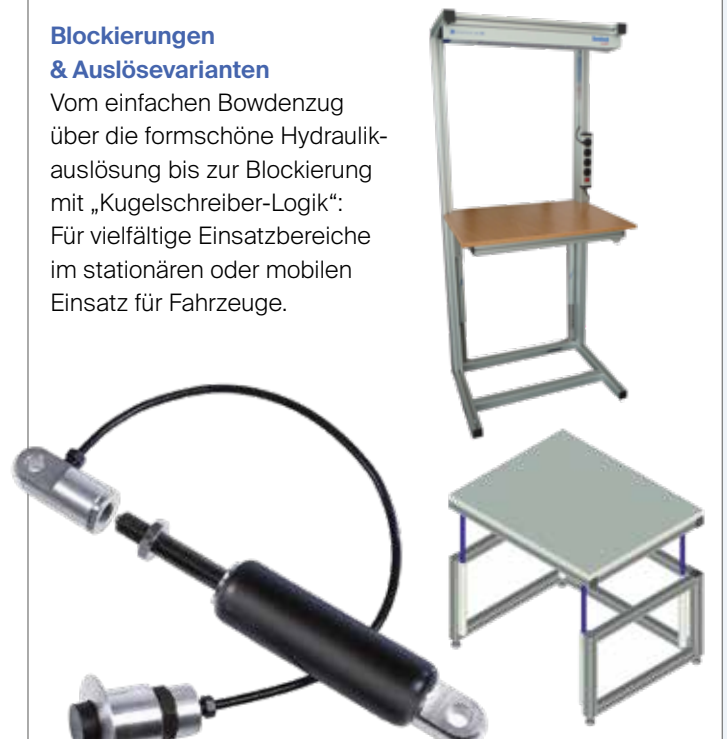 Blockierungen
& Auslösevarianten
Vom einfachen Bowdenzug
über die formschöne Hydraulik-
auslösung bis zur Blockierung
mit „Kugelschreiber-Logik“:
Für vielfältige Einsatzbereiche
im stationären oder mobilen
Einsatz für Fahrzeuge.